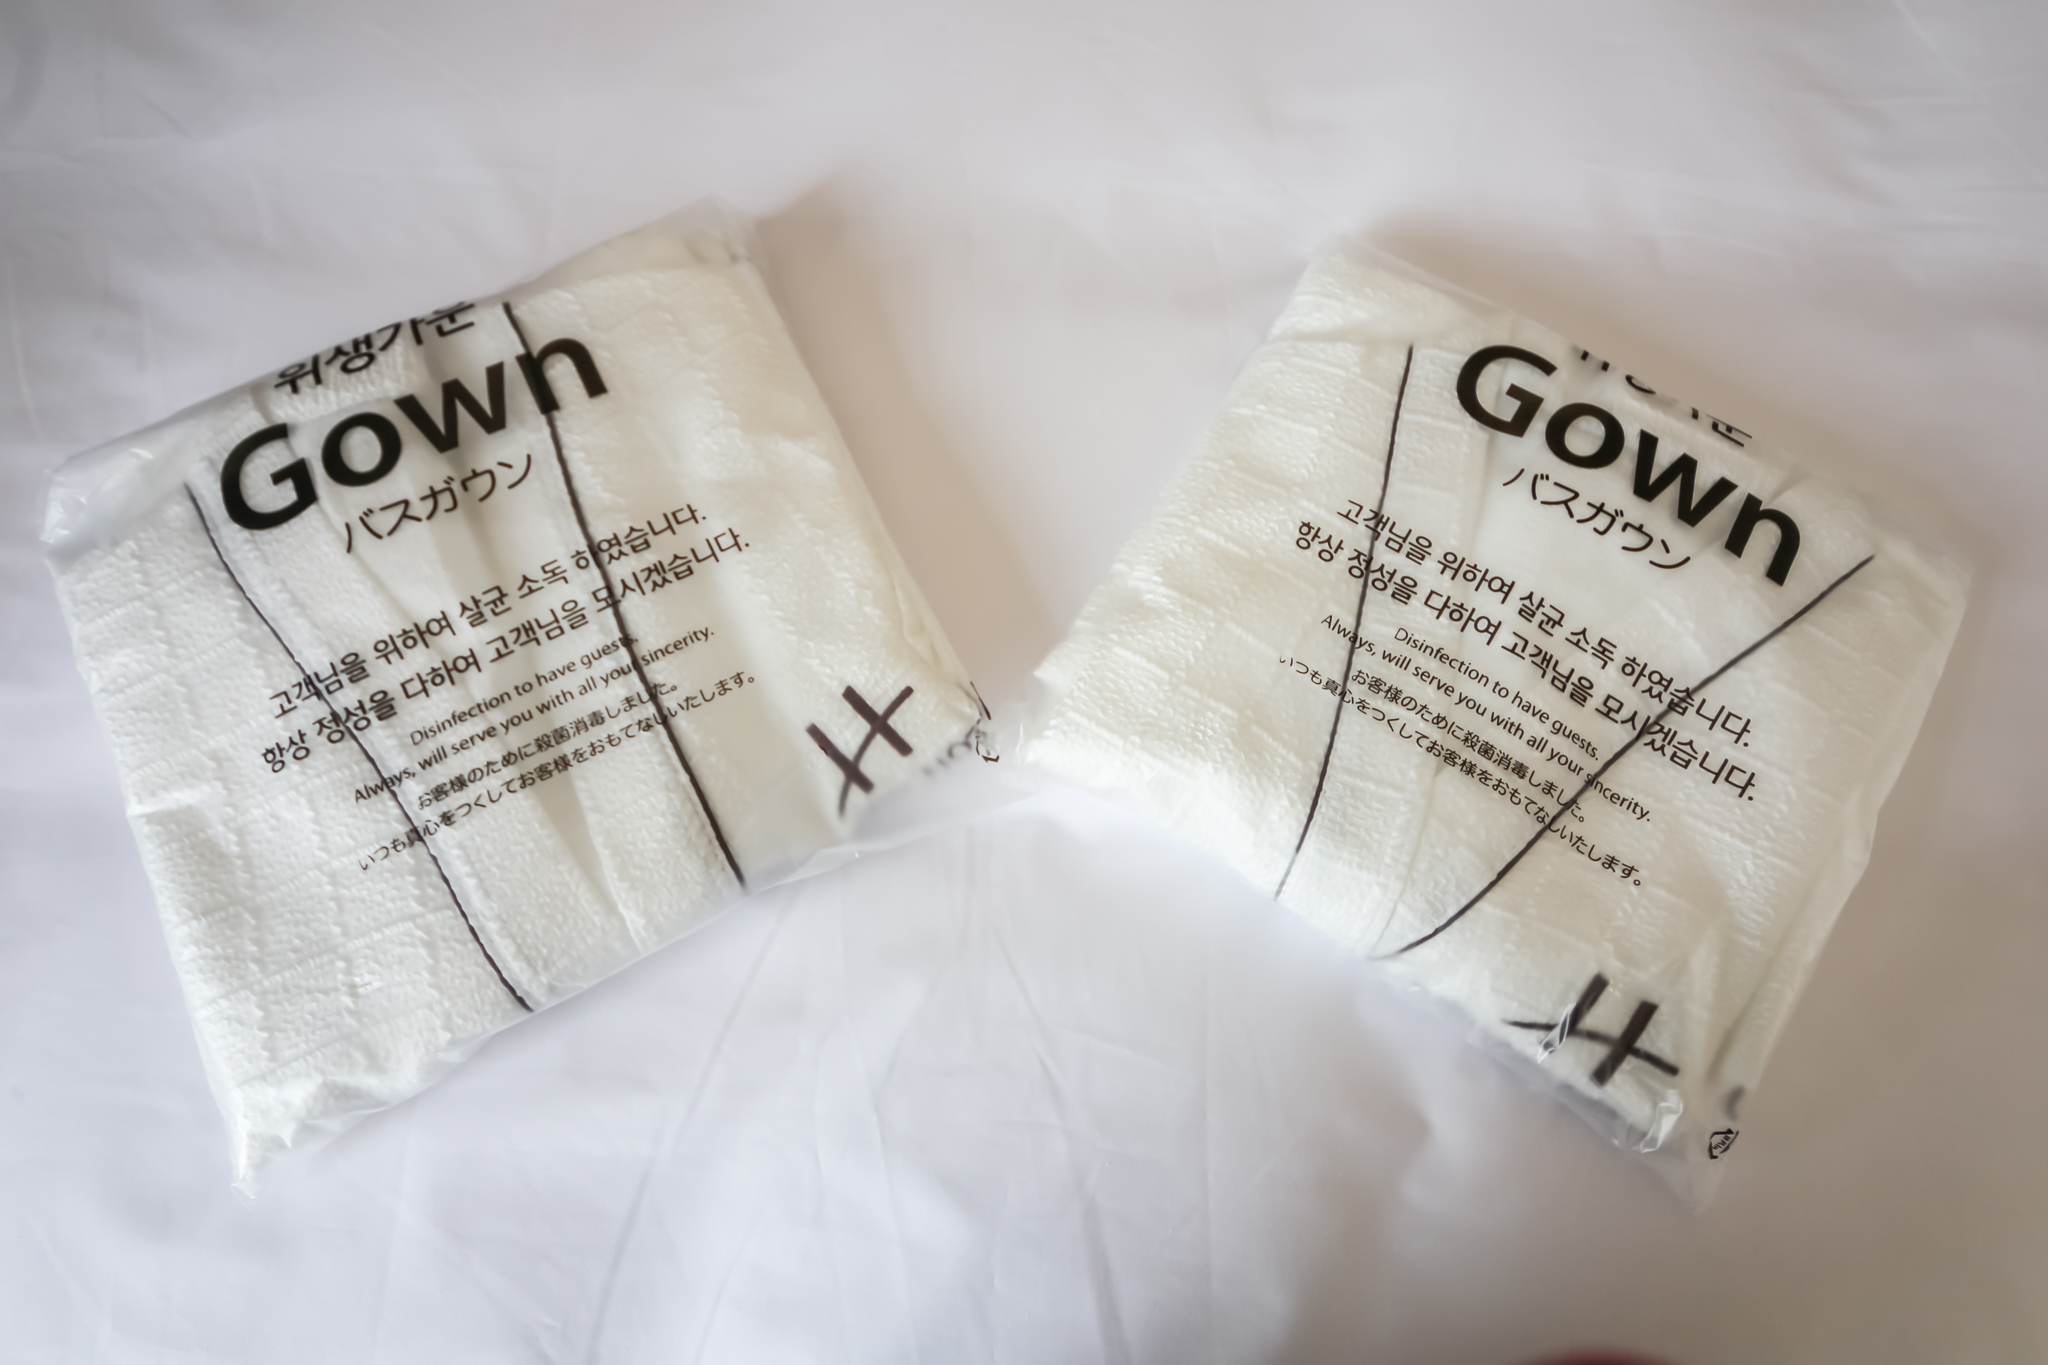 위생가운
Gown
バスガウン
고객님을 위하여 살균 소독 하였습니다.
항상 정성을 다하여 고객님을 모시겠습니다.
Disinfection to have guests.
Always, will serve you with all your sincerity.
お客様のために殺菌消毒しました。
いつも真心をつくしてお客様をおもてなしいたします。
H
Gown
バスガウン
고객님을 위하여 살균 소독 하였습니다.
항상 정성을 다하여 고객님을 모시겠습니다.
Disinfection to have guests.
Always, will serve you with all your sincerity.
お客様のために殺菌消毒しました。
いつも真心をつくしてお客様をおもてなしいたします。
H